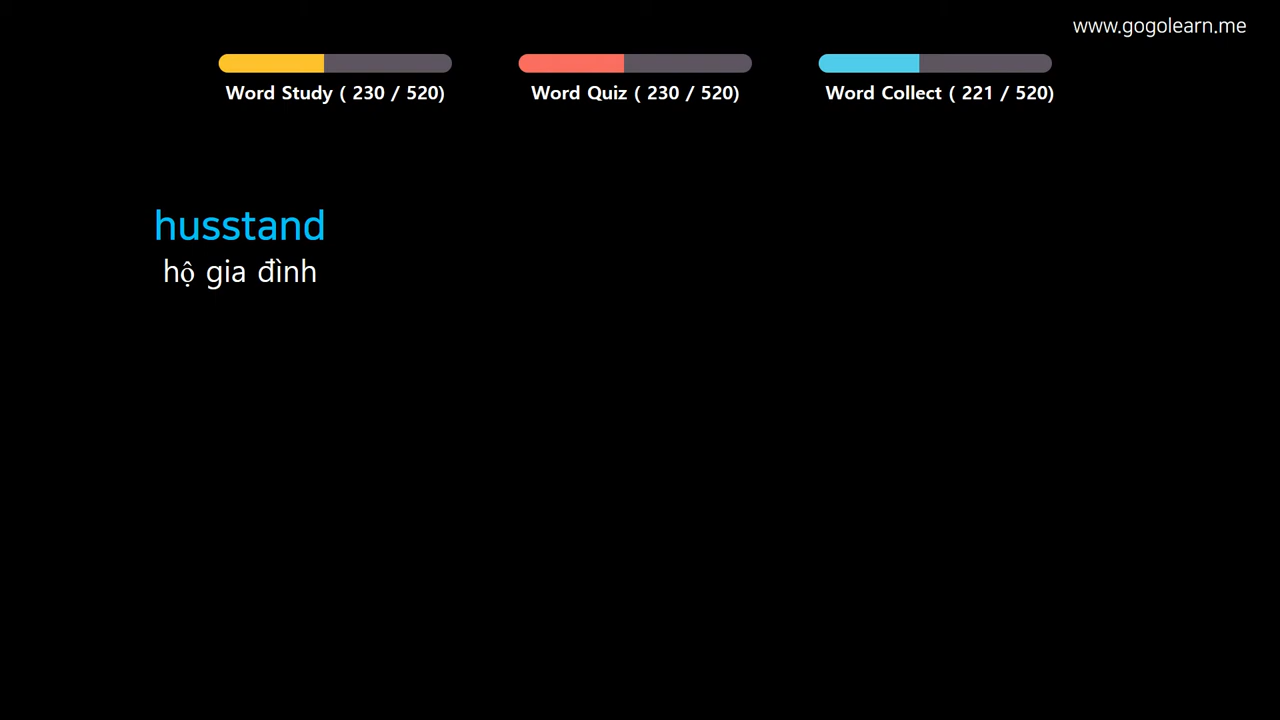 www.gogolearn.me
Word Study ( 230 / 520)
Word Quiz ( 230 / 520)
Word Collect ( 221 / 520)
husstand
hộ gia đình